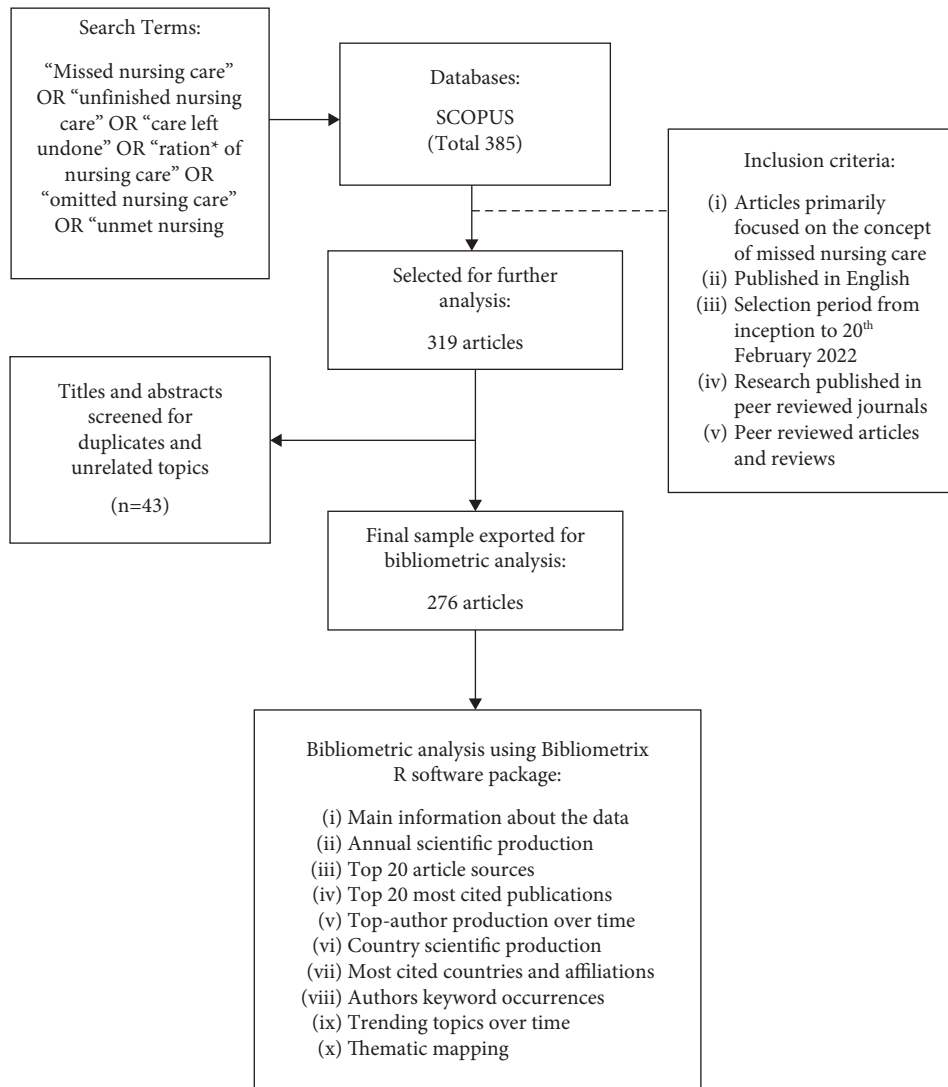 Search Terms:
“Missed nursing care”
OR “unfinished nursing
care” OR “care left
undone” OR “ration* of
nursing care” OR
“omitted nursing care”
OR “unmet nursing
Databases:
SCOPUS
(Total 385)
Inclusion criteria:
(i) Articles primarily
focused on the concept
of missed nursing care
(ii) Published in English
(iii) Selection period from
inception to 20th
February 2022
(iv) Research published in
peer reviewed journals
(v) Peer reviewed articles
and reviews
Selected for further
analysis:
319 articles
Titles and abstracts
screened for
duplicates and
unrelated topics
(n=43)
Final sample exported for
bibliometric analysis:
276 articles
Bibliometric analysis using Bibliometrix
R software package:
(i) Main information about the data
(ii) Annual scientific production
(iii) Top 20 article sources
(iv) Top 20 most cited publications
(v) Top-author production over time
(vi) Country scientific production
(vii) Most cited countries and affiliations
(viii) Authors keyword occurrences
(ix) Trending topics over time
(x) Thematic mapping